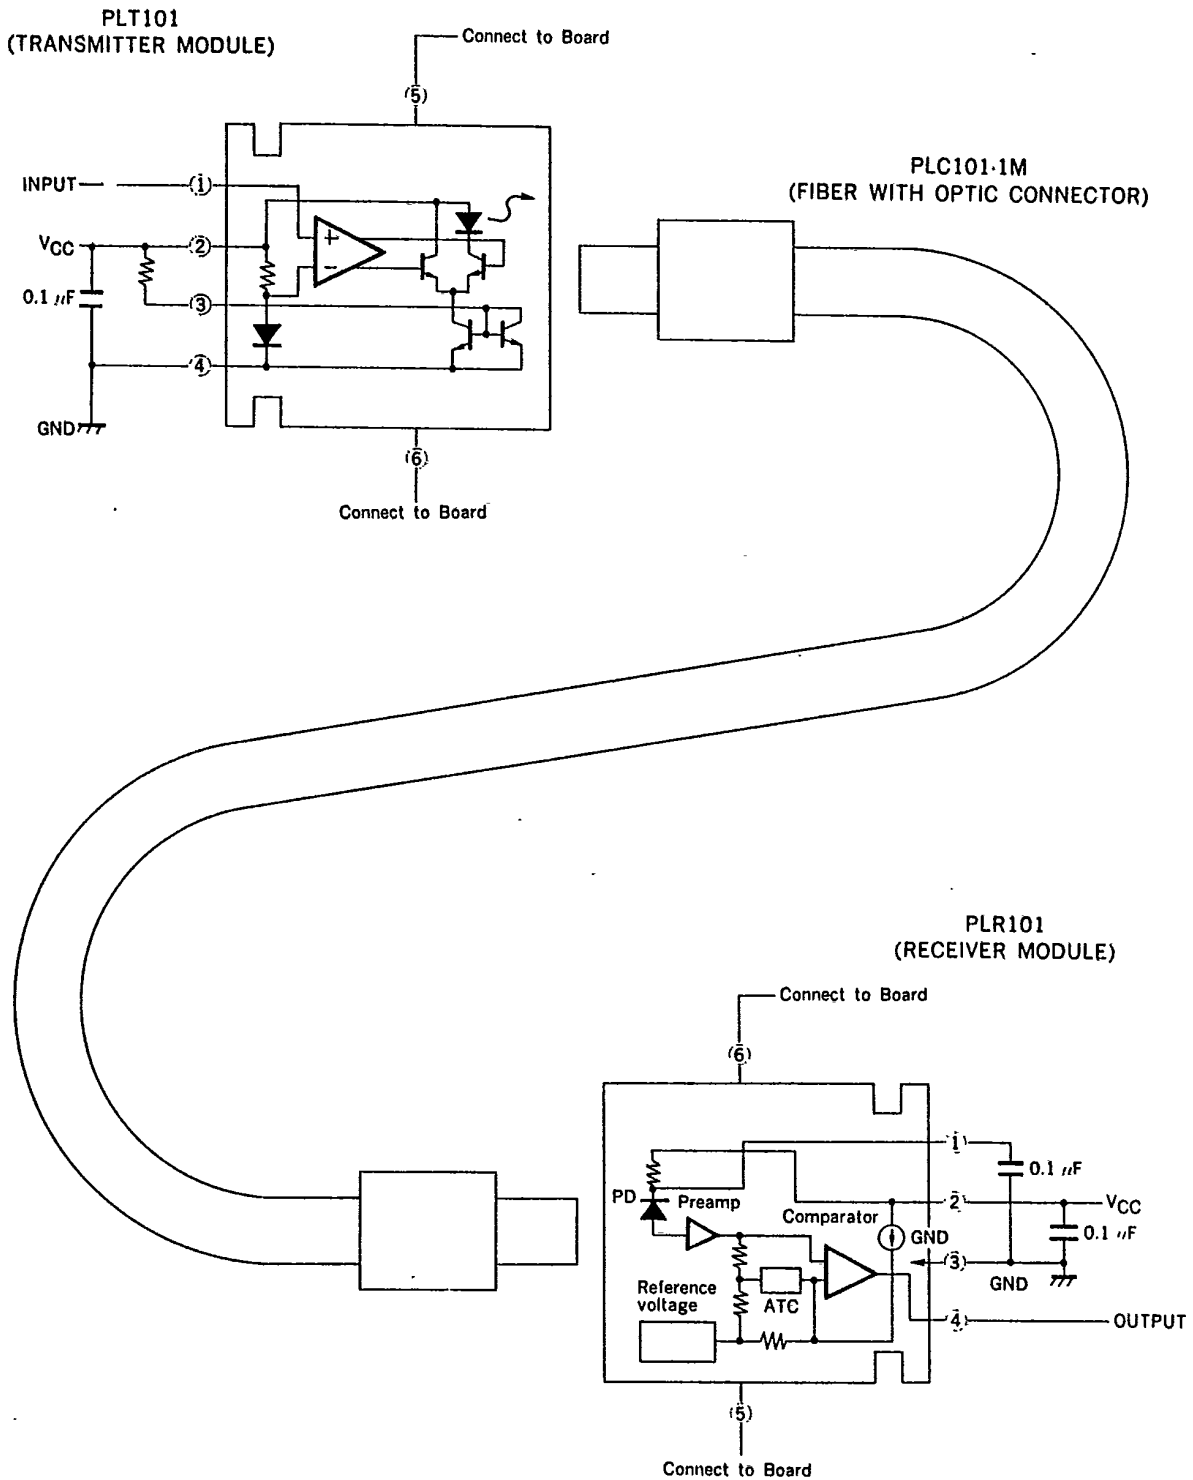 PLT101
(TRANSMITTER MODULE)
Connect to Board
(5)
PLC101·1M
(FIBER WITH OPTIC CONNECTOR)
INPUT
(1)
VCC
(2)
+
−
0.1 μF
(3)
(4)
GND
(6)
Connect to Board
PLR101
(RECEIVER MODULE)
Connect to Board
(6)
(1)
0.1 μF
PD
Preamp
(2)
VCC
Comparator
GND
0.1 μF
(3)
GND
Reference
voltage
ATC
(4)
OUTPUT
(5)
Connect to Board